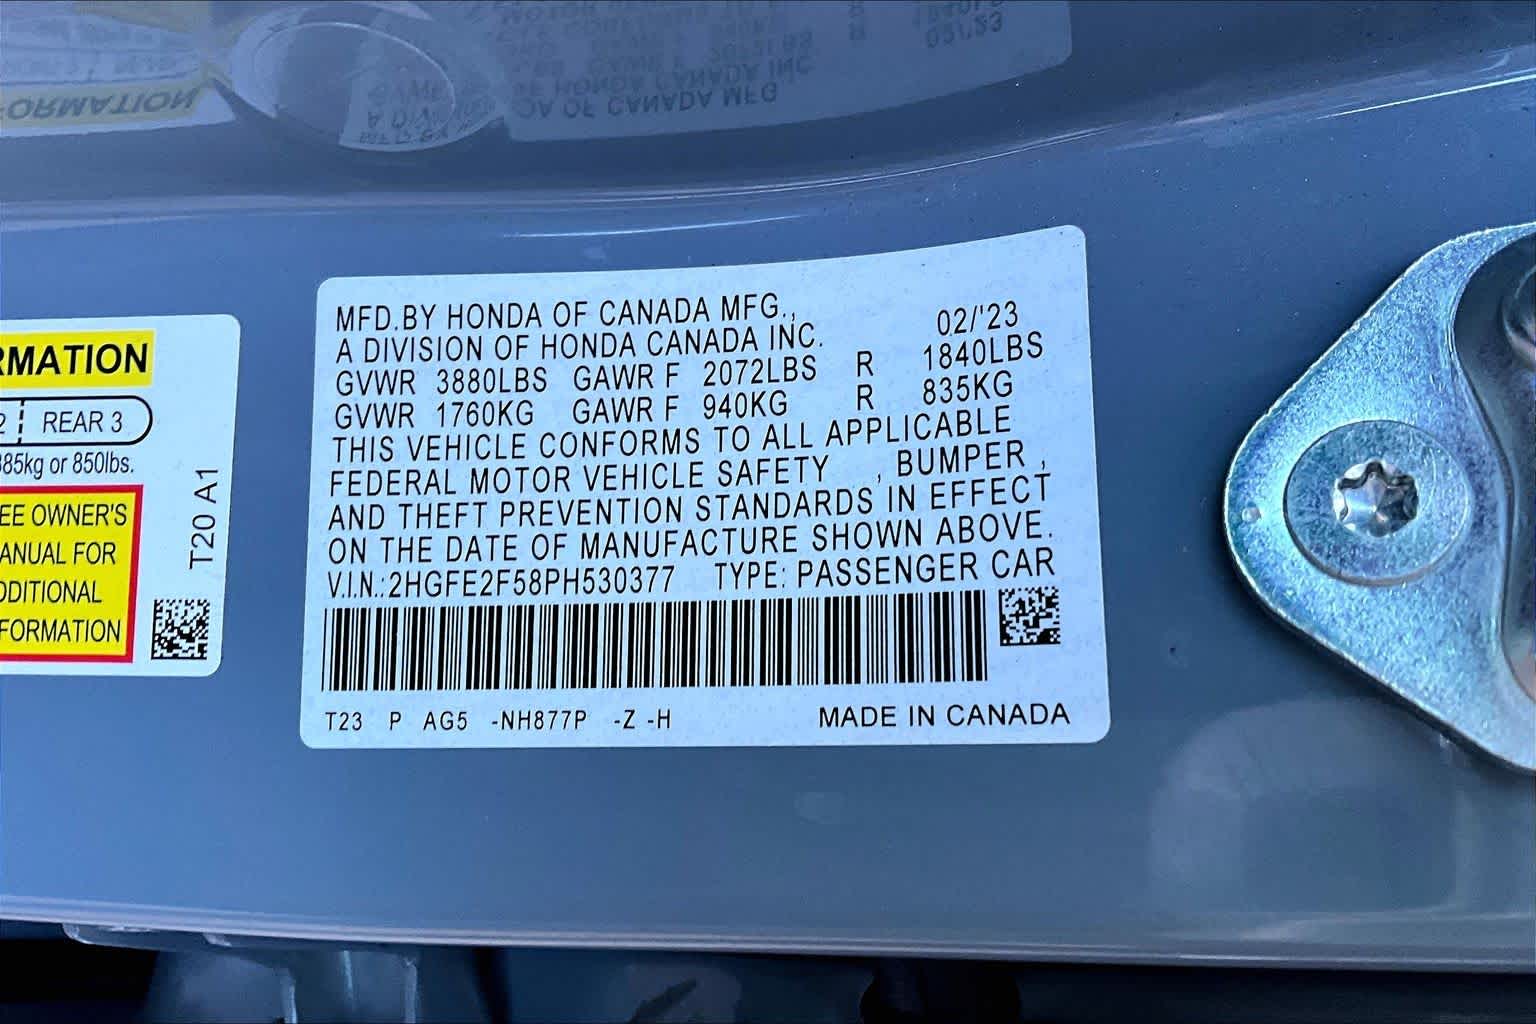 MFD.BY HONDA OF CANADA MFG.,
A DIVISION OF HONDA CANADA INC. 02/'23
GVWR 3880LBS GAWR F 2072LBS R 1840LBS
GVWR 1760KG GAWR F 940KG R 835KG
THIS VEHICLE CONFORMS TO ALL APPLICABLE
FEDERAL MOTOR VEHICLE SAFETY , BUMPER ,
AND THEFT PREVENTION STANDARDS IN EFFECT
ON THE DATE OF MANUFACTURE SHOWN ABOVE.
V.I.N.:2HGFE2F58PH530377 TYPE: PASSENGER CAR
T23 P AG5 -NH877P -Z -H MADE IN CANADA
RMATION
2 REAR 3
385kg or 850lbs.
EE OWNER'S
ANUAL FOR
DDITIONAL
FORMATION
T20 A1